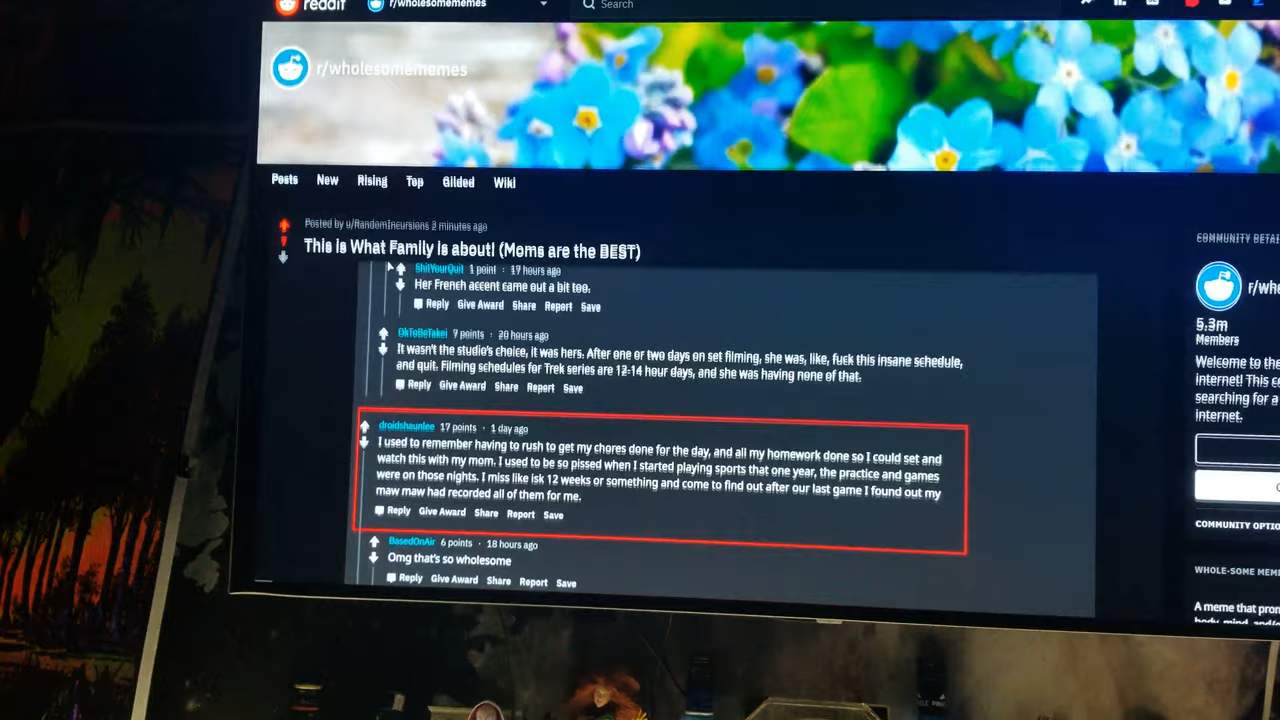 reddit
r/wholesomememes
Search
r/wholesomememes
Posts New Rising Top Gilded Wiki
Posted by u/RandomIncursions 2 minutes ago
This is What Family is about! (Moms are the BEST)
ShitYourQuit 1 point · 17 hours ago
Her French accent came out a bit too.
Reply Give Award Share Report Save
OkToBeTakei 7 points · 20 hours ago
It wasn't the studio's choice, it was hers. After one or two days on set filming, she was, like, fuck this insane schedule,
and quit. Filming schedules for Trek series are 12-14 hour days, and she was having none of that.
Reply Give Award Share Report Save
droidshaunlee 17 points · 1 day ago
I used to remember having to rush to get my chores done for the day, and all my homework done so I could set and
watch this with my mom. I used to be so pissed when I started playing sports that one year, the practice and games
were on those nights. I miss like isk 12 weeks or something and come to find out after our last game I found out my
maw maw had recorded all of them for me.
Reply Give Award Share Report Save
BasedOnAir 6 points · 18 hours ago
Omg that's so wholesome
Reply Give Award Share Report Save
COMMUNITY DETAI
r/whe
5.3m
Members
Welcome to the
internet! This co
searching for a
internet.
COMMUNITY OPTIO
WHOLE-SOME MEM
A meme that pron
body, mind, and/o